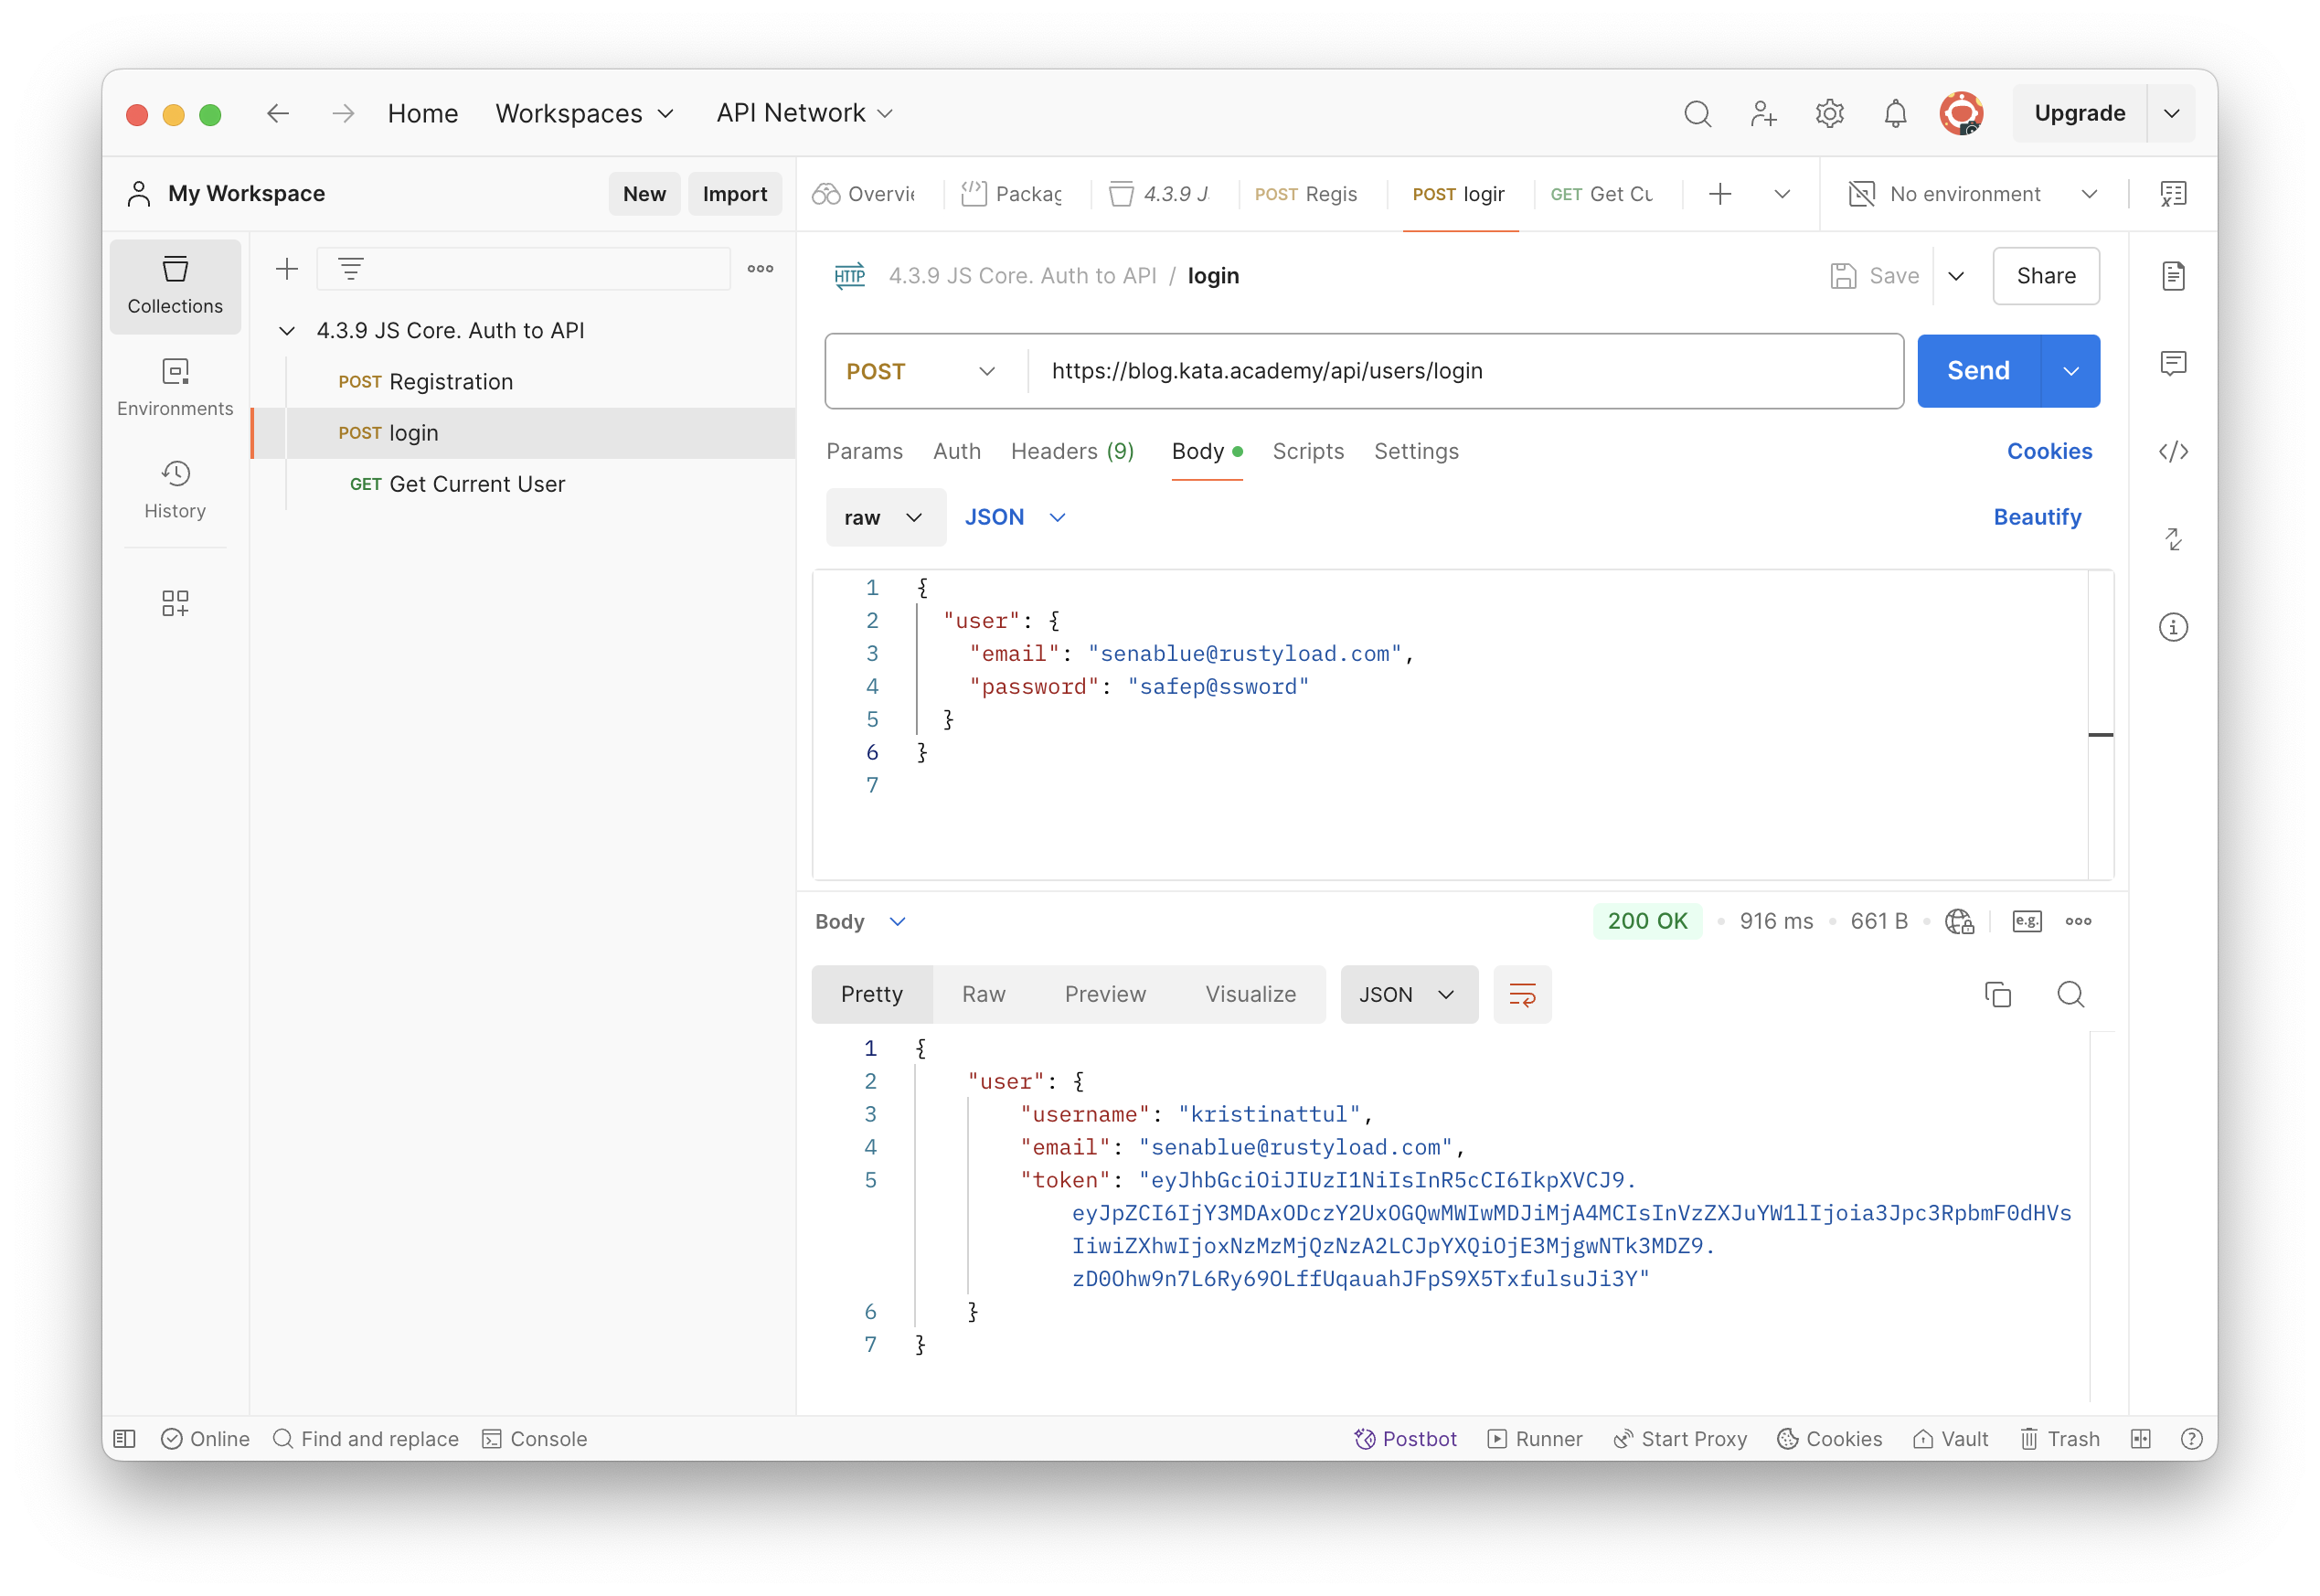 Home Workspaces API Network Upgrade
My Workspace New Import
Overvie Packag 4.3.9 J. POST Regis POST login GET Get Cu No environment
Collections
Environments
History
4.3.9 JS Core. Auth to API
POST Registration
POST login
GET Get Current User
HTTP 4.3.9 JS Core. Auth to API / login Save Share
POST https://blog.kata.academy/api/users/login Send
Params Auth Headers (9) Body Scripts Settings Cookies
raw JSON Beautify
1 {
2 "user": {
3 "email": "senablue@rustyload.com",
4 "password": "safep@ssword"
5 }
6 }
7
Body 200 OK 916 ms 661 B e.g.
Pretty Raw Preview Visualize JSON
1 {
2 "user": {
3 "username": "kristinattul",
4 "email": "senablue@rustyload.com",
5 "token": "eyJhbGciOiJIUzI1NiIsInR5cCI6IkpXVCJ9.
eyJpZCI6IjY3MDAxODczY2UxOGQwMWIwMDJiMjA4MCIsInVzZXJuYW1lIjoia3Jpc3RpbmF0dHVs
IiwiZXhwIjoxNzMzMjQzNzA2LCJpYXQiOjE3MjgwNTk3MDZ9.
zD0Ohw9n7L6Ry69OLffUqauahJFpS9X5TxfulsuJi3Y"
6 }
7 }
Online Find and replace Console Postbot Runner Start Proxy Cookies Vault Trash